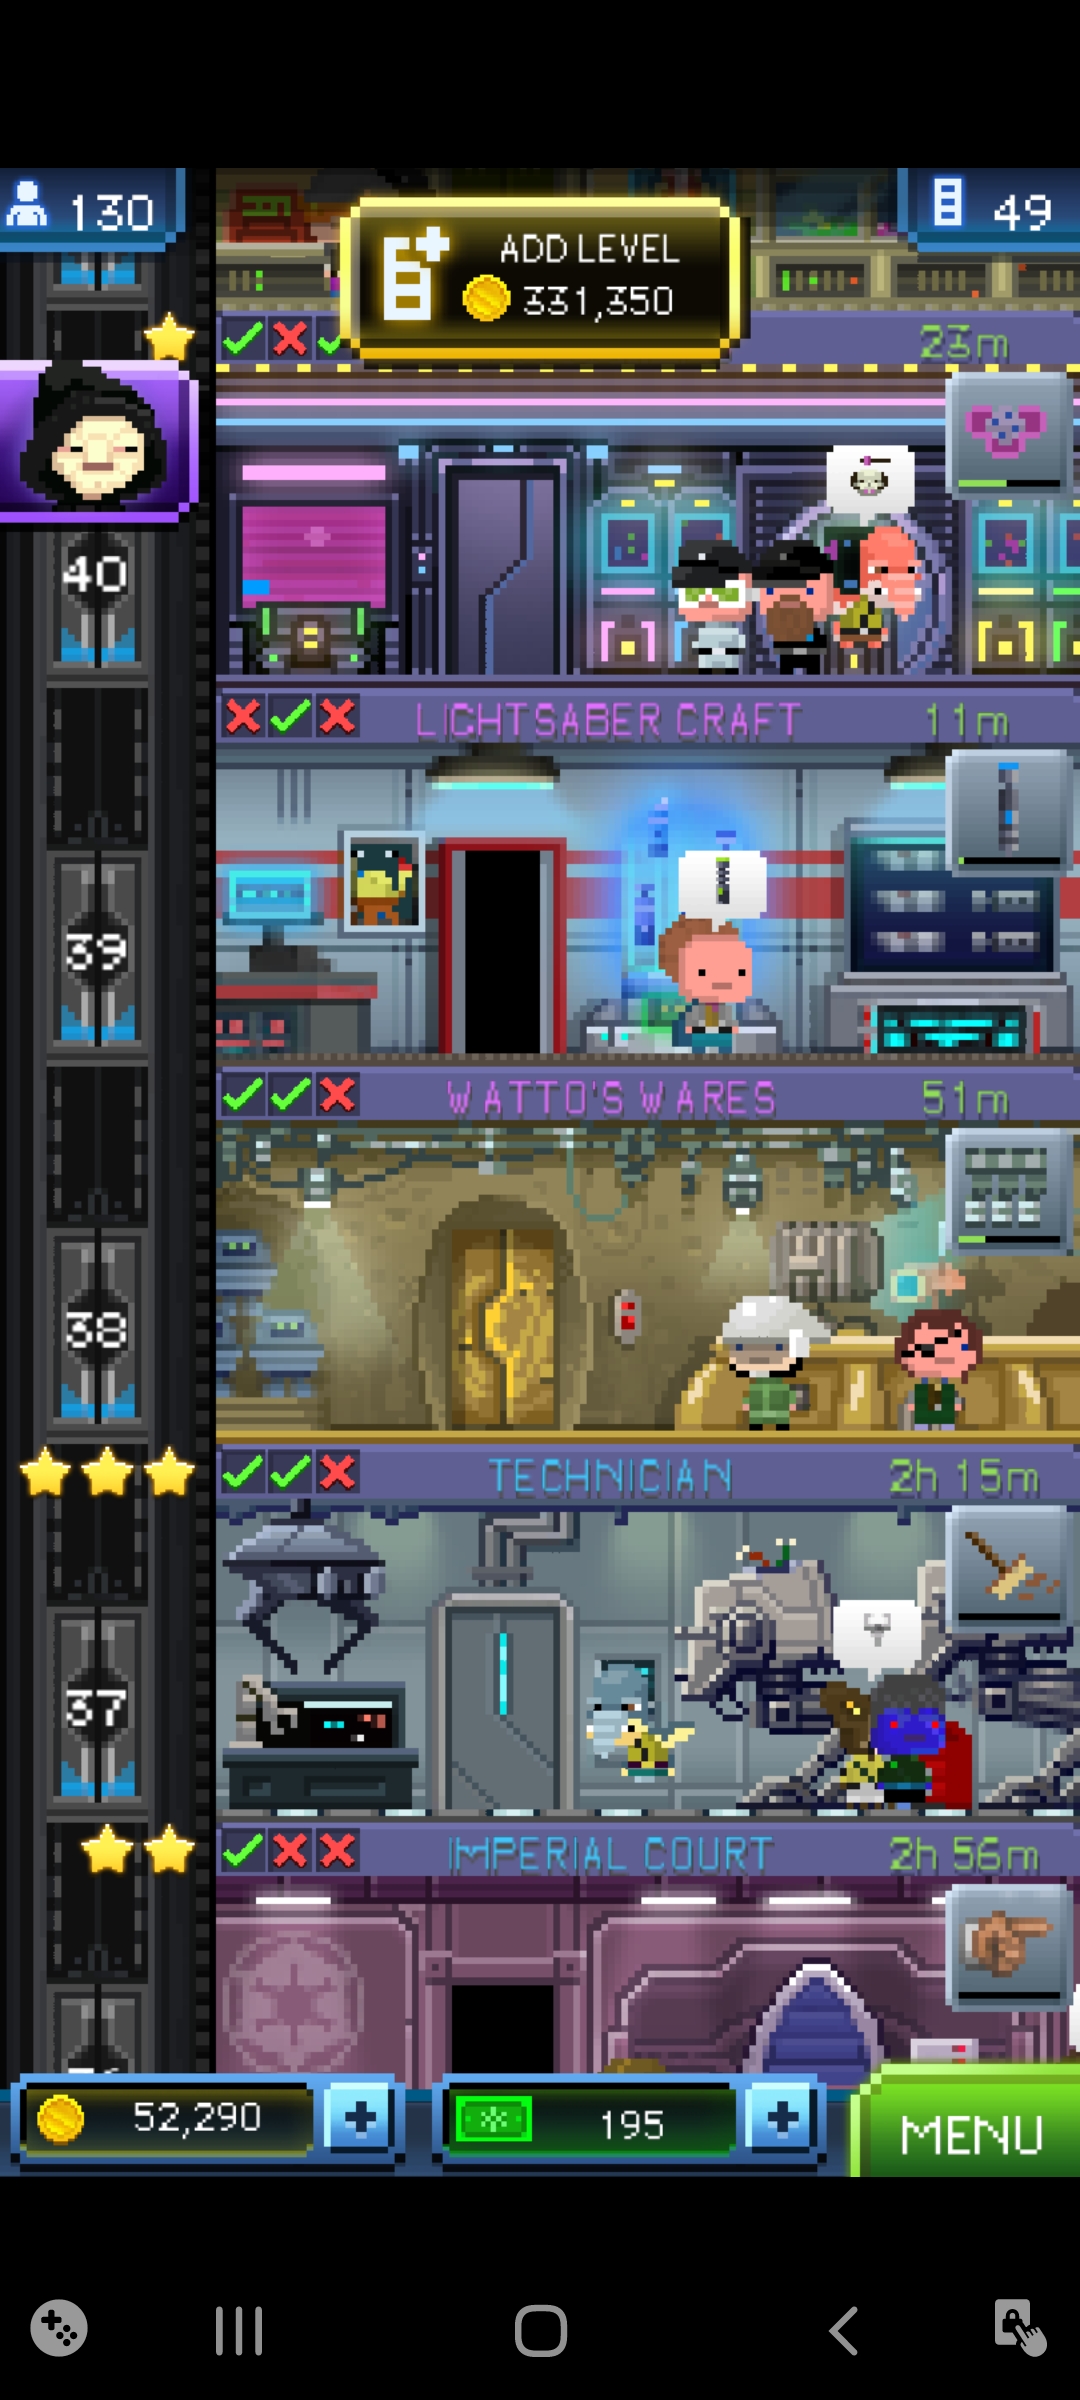 130
ADD LEVEL
331,350
49
23m
40
LIGHTSABER CRAFT
11m
39
WATTO'S WARES
51m
38
TECHNICIAN
2h 15m
37
IMPERIAL COURT
2h 56m
52,290
195
MENU